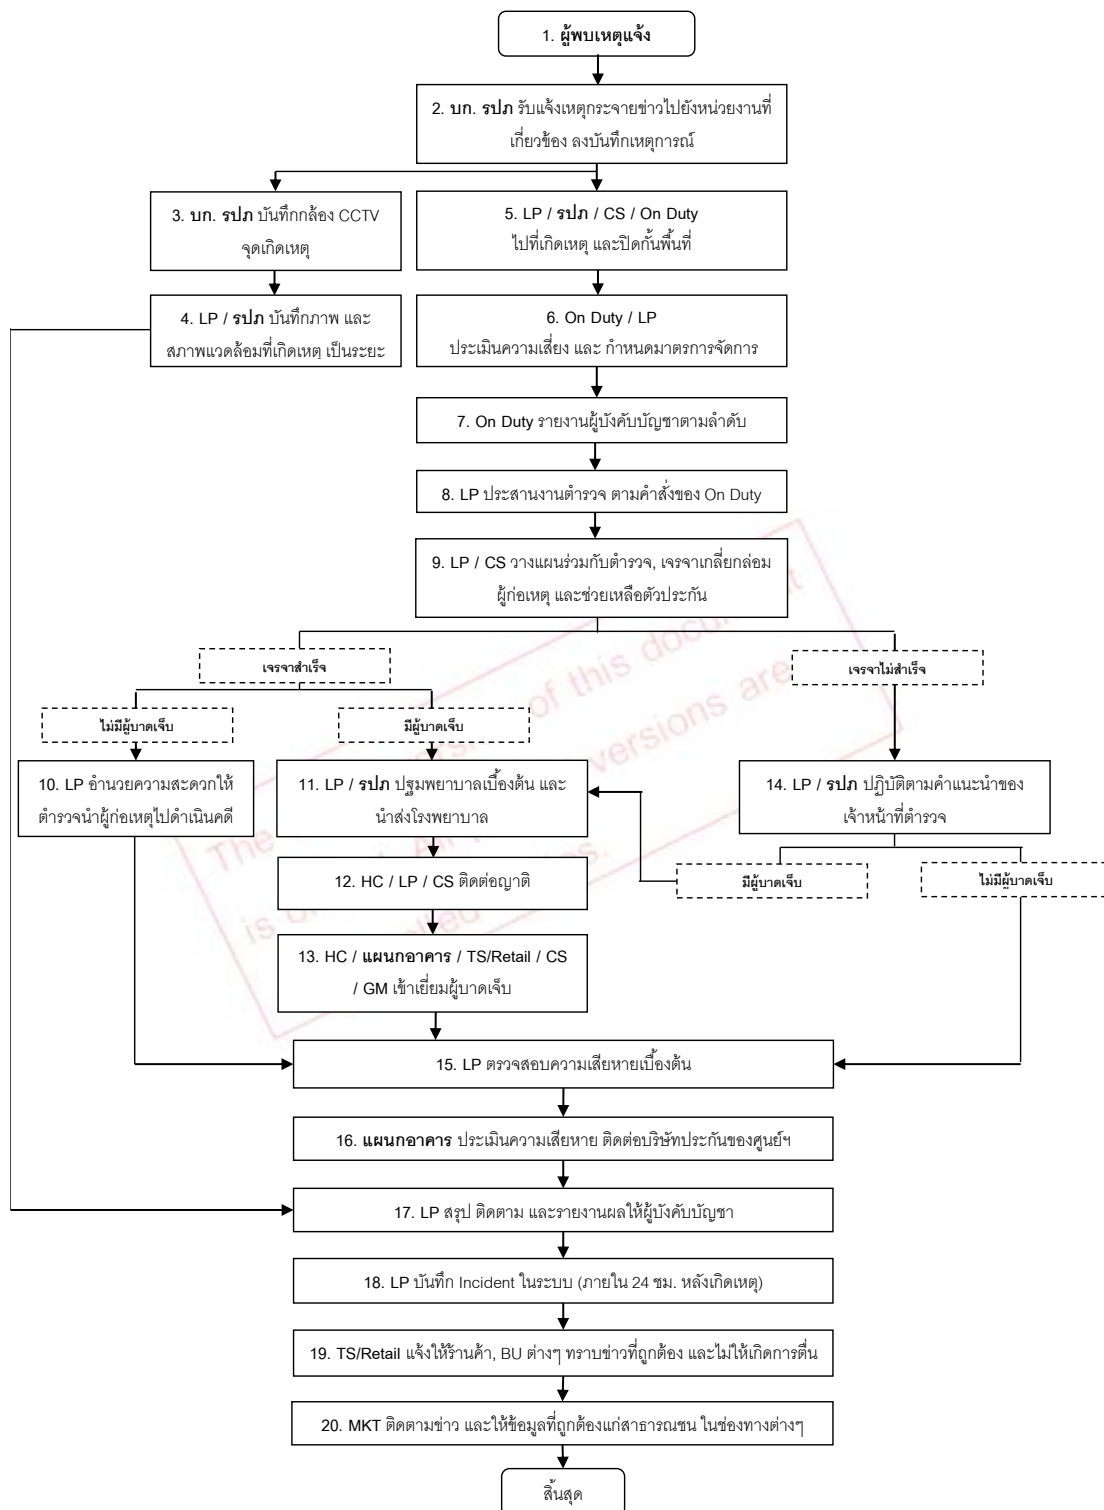 1. ผู้พบเหตุแจ้ง
2. บก. รปภ รับแจ้งเหตุกระจายข่าวไปยังหน่วยงานที่
เกี่ยวข้อง ลงบันทึกเหตุการณ์
3. บก. รปภ บันทึกกล้อง CCTV
จุดเกิดเหตุ
5. LP / รปภ / CS / On Duty
ไปที่เกิดเหตุ และปิดกั้นพื้นที่
4. LP / รปภ บันทึกภาพ และ
สภาพแวดล้อมที่เกิดเหตุ เป็นระยะ
6. On Duty / LP
ประเมินความเสี่ยง และ กำหนดมาตรการจัดการ
7. On Duty รายงานผู้บังคับบัญชาตามลำดับ
8. LP ประสานงานตำรวจ ตามคำสั่งของ On Duty
9. LP / CS วางแผนร่วมกับตำรวจ, เจรจาเกลี่ยกล่อม
ผู้ก่อเหตุ และช่วยเหลือตัวประกัน
เจรจาสำเร็จ
เจรจาไม่สำเร็จ
ไม่มีผู้บาดเจ็บ
มีผู้บาดเจ็บ
10. LP อำนวยความสะดวกให้
ตำรวจนำผู้ก่อเหตุไปดำเนินคดี
11. LP / รปภ ปฐมพยาบาลเบื้องต้น และ
นำส่งโรงพยาบาล
14. LP / รปภ ปฏิบัติตามคำแนะนำของ
เจ้าหน้าที่ตำรวจ
12. HC / LP / CS ติดต่อญาติ
มีผู้บาดเจ็บ
ไม่มีผู้บาดเจ็บ
13. HC / แผนกอาคาร / TS/Retail / CS
/ GM เข้าเยี่ยมผู้บาดเจ็บ
15. LP ตรวจสอบความเสียหายเบื้องต้น
16. แผนกอาคาร ประเมินความเสียหาย ติดต่อบริษัทประกันของศูนย์ฯ
17. LP สรุป ติดตาม และรายงานผลให้ผู้บังคับบัญชา
18. LP บันทึก Incident ในระบบ (ภายใน 24 ชม. หลังเกิดเหตุ)
19. TS/Retail แจ้งให้ร้านค้า, BU ต่างๆ ทราบข่าวที่ถูกต้อง และไม่ให้เกิดการตื่น
20. MKT ติดตามข่าว และให้ข้อมูลที่ถูกต้องแก่สาธารณชน ในช่องทางต่างๆ
สิ้นสุด
The of this
versions are
is